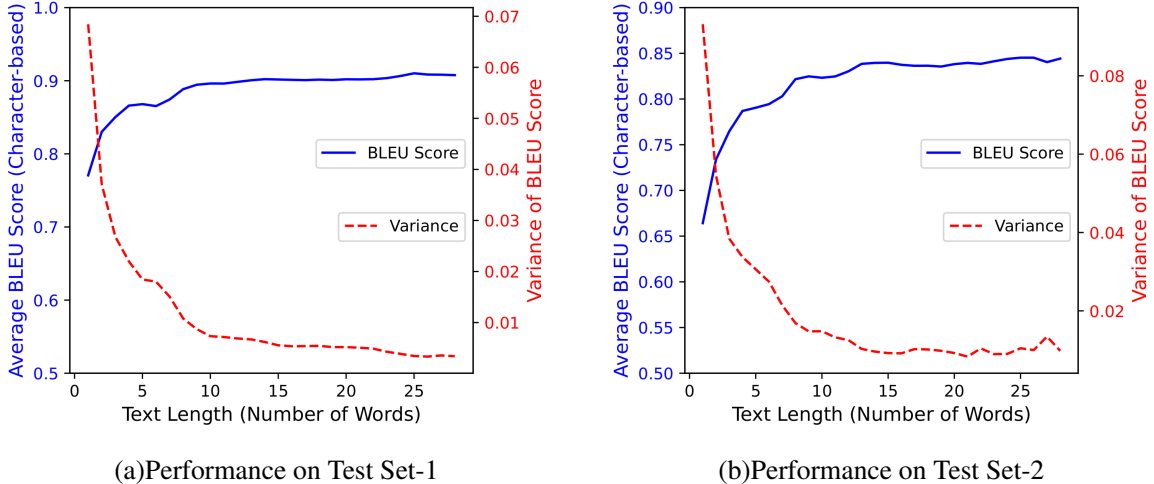 Average BLEU Score (Character-based)
1.0
0.9
0.8
0.7
0.6
0.5
0.07
0.06
0.05
0.04
0.03
0.02
0.01
Variance of BLEU Score
BLEU Score
Variance
0 5 10 15 20 25
Text Length (Number of Words)
(a)Performance on Test Set-1
Average BLEU Score (Character-based)
0.90
0.85
0.80
0.75
0.70
0.65
0.60
0.55
0.50
0.08
0.06
0.04
0.02
Variance of BLEU Score
BLEU Score
Variance
0 5 10 15 20 25
Text Length (Number of Words)
(b)Performance on Test Set-2